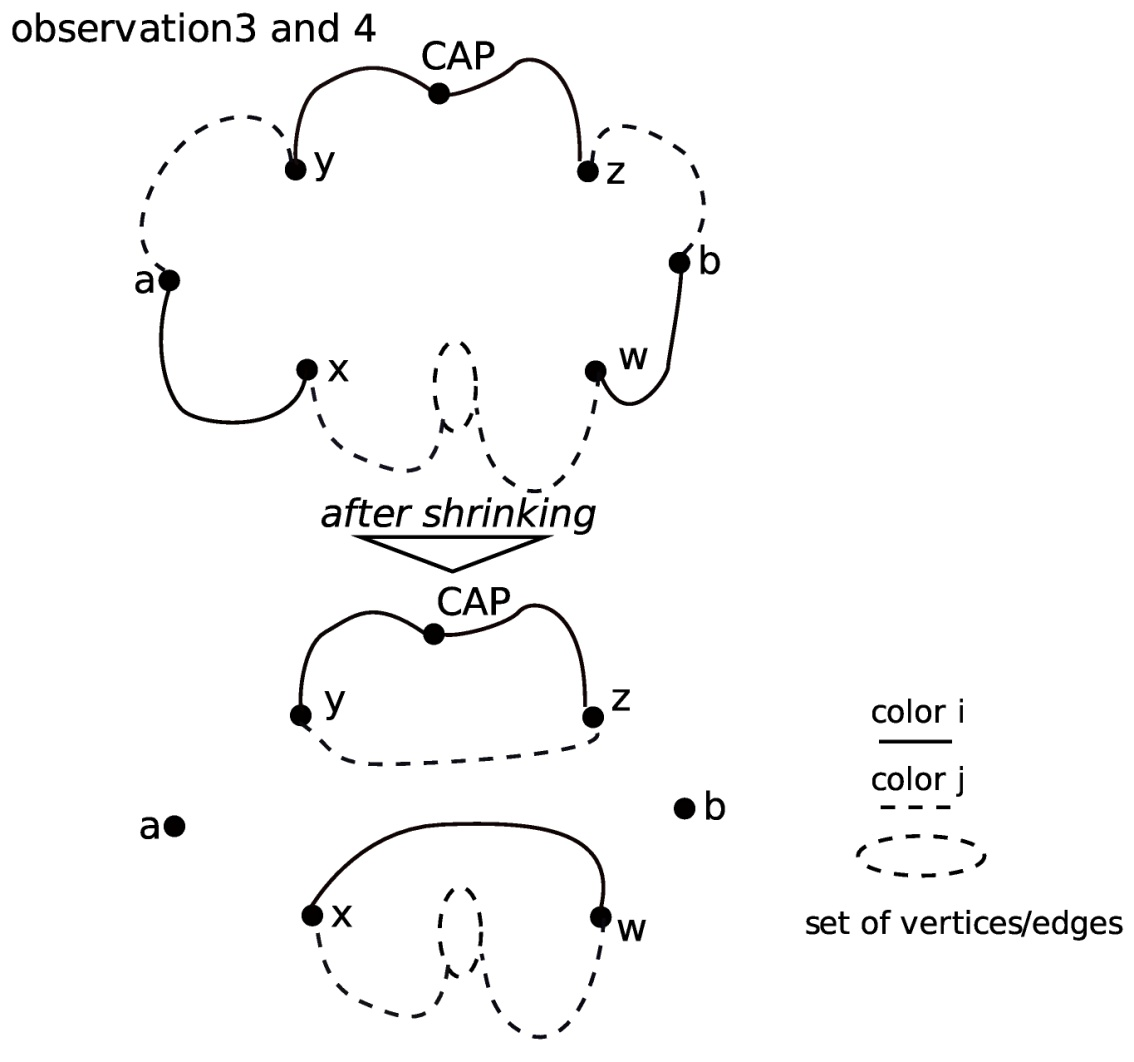 observation3 and 4
CAP
y
z
a
b
x
w
after shrinking
CAP
y
z
a
b
x
w
color i
color j
set of vertices/edges